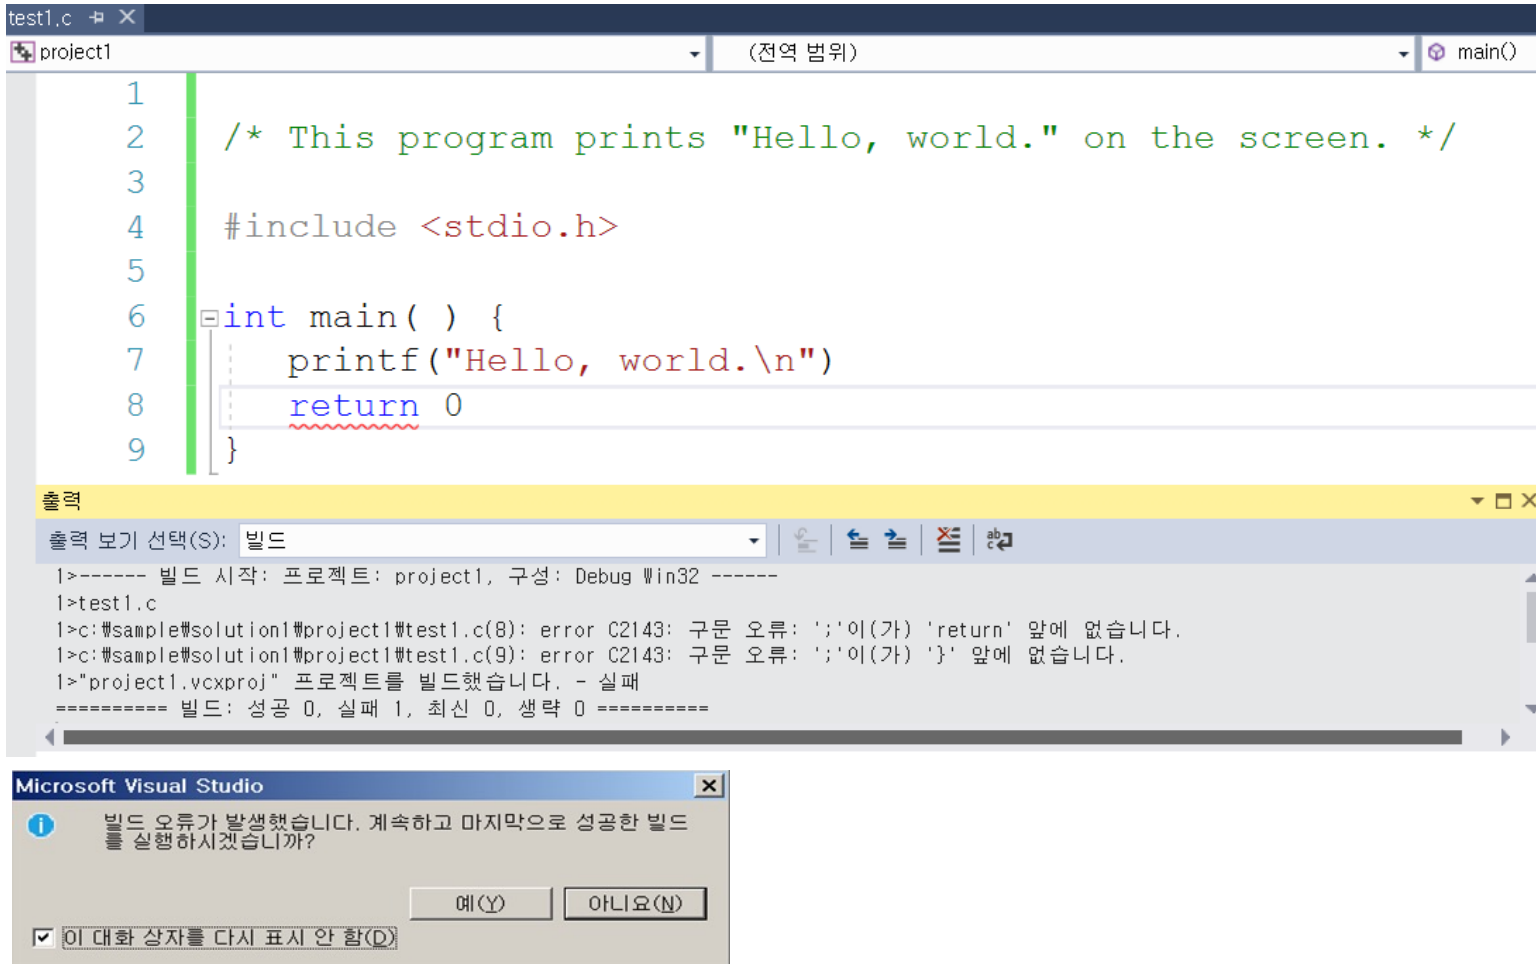 test1.c
project1 (전역 범위) main()
1
2 /* This program prints "Hello, world." on the screen. */
3
4 #include <stdio.h>
5
6 int main( ) {
7 printf("Hello, world.\n")
8 return 0
9 }
출력
출력 보기 선택(S): 빌드
1>------ 빌드 시작: 프로젝트: project1, 구성: Debug Win32 ------
1>test1.c
1>c:₩sample₩solution1₩project1₩test1.c(8): error C2143: 구문 오류: ';'이(가) 'return' 앞에 없습니다.
1>c:₩sample₩solution1₩project1₩test1.c(9): error C2143: 구문 오류: ';'이(가) '}' 앞에 없습니다.
1>"project1.vcxproj" 프로젝트를 빌드했습니다. - 실패
========== 빌드: 성공 0, 실패 1, 최신 0, 생략 0 ==========
Microsoft Visual Studio
빌드 오류가 발생했습니다. 계속하고 마지막으로 성공한 빌드
를 실행하시겠습니까?
예(Y) 아니요(N)
이 대화 상자를 다시 표시 안 함(D)